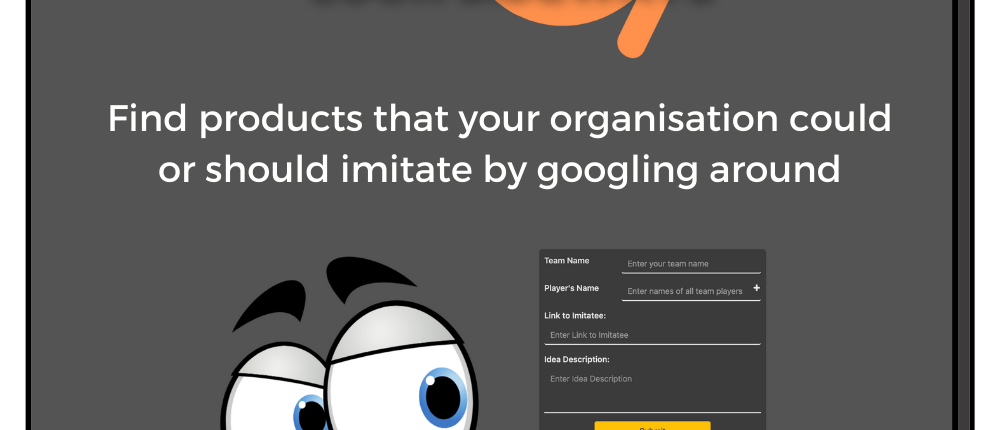 Find products that your organisation could
or should imitate by googling around
Team Name
Enter your team name
Player's Name
Enter names of all team players +
Link to Imitatee:
Enter Link to Imitatee
Idea Description:
Enter Idea Description